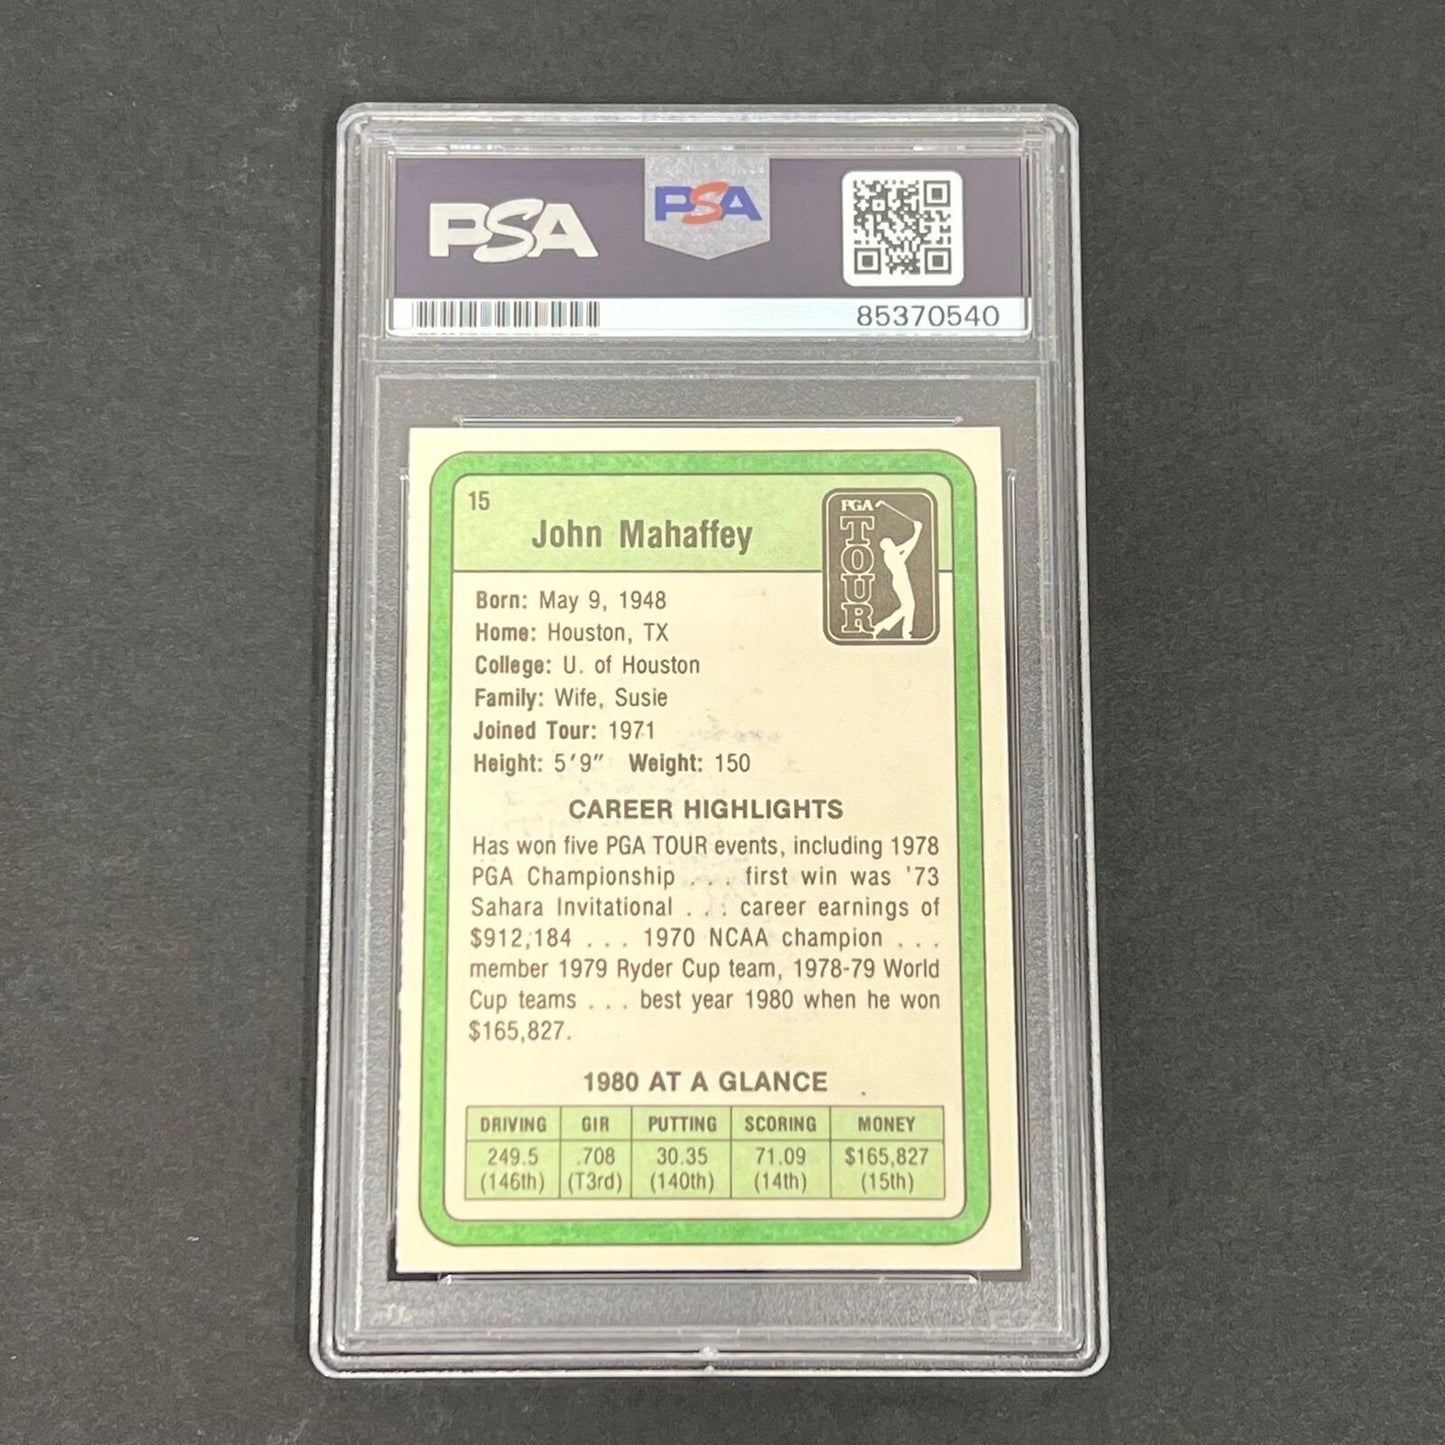 PSA
PSA
85370540
15
John Mahaffey
PGA
TOUR
Born: May 9, 1948
Home: Houston, TX
College: U. of Houston
Family: Wife, Susie
Joined Tour: 1971
Height: 5'9" Weight: 150
CAREER HIGHLIGHTS
Has won five PGA TOUR events, including 1978
PGA Championship . . . first win was '73
Sahara Invitational . . . career earnings of
$912,184 . . . 1970 NCAA champion . . .
member 1979 Ryder Cup team, 1978-79 World
Cup teams . . . best year 1980 when he won
$165,827.
1980 AT A GLANCE
DRIVING GIR PUTTING SCORING MONEY
249.5 .708 30.35 71.09 $165,827
(146th) (T3rd) (140th) (14th) (15th)